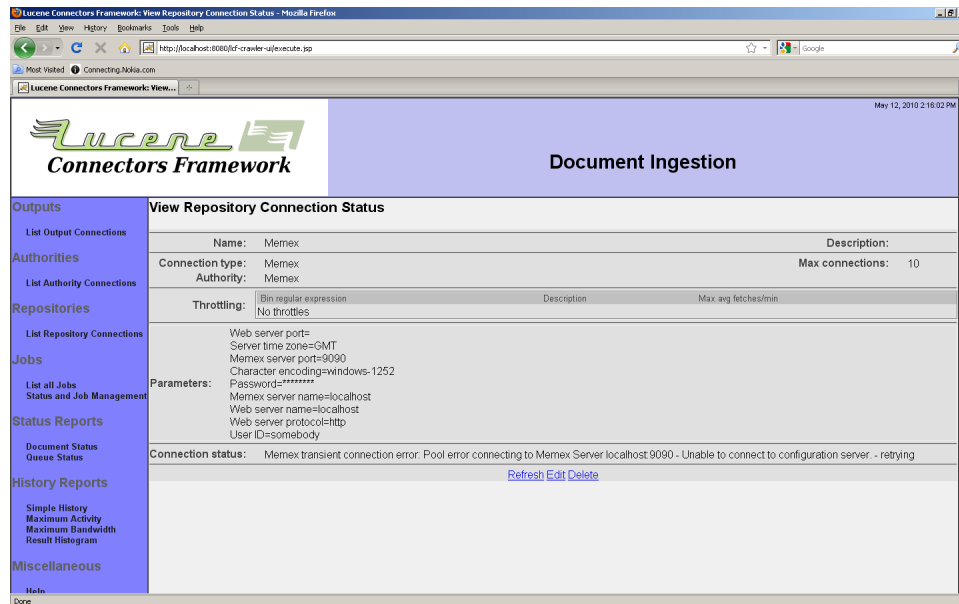 Lucene Connectors Framework: View Repository Connection Status - Mozilla Firefox
File Edit View History Bookmarks Tools Help
http://localhost:8080/lcf-crawler-ui/execute.jsp
Google
Most Visited Connecting.Nokia.com
Lucene Connectors Framework: View...
May 12, 2010 2:16:02 PM
Lucene
Connectors Framework
Document Ingestion
Outputs
List Output Connections
Authorities
List Authority Connections
Repositories
List Repository Connections
Jobs
List all Jobs
Status and Job Management
Status Reports
Document Status
Queue Status
History Reports
Simple History
Maximum Activity
Maximum Bandwidth
Result Histogram
Miscellaneous
Help
View Repository Connection Status
Name: Memex Description:
Connection type: Memex Max connections: 10
Authority: Memex
Throttling:
Bin regular expression Description Max avg fetches/min
No throttles
Parameters:
Web server port=
Server time zone=GMT
Memex server port=9090
Character encoding=windows-1252
Password=********
Memex server name=localhost
Web server name=localhost
Web server protocol=http
User ID=somebody
Connection status: Memex transient connection error: Pool error connecting to Memex Server localhost:9090 - Unable to connect to configuration server. - retrying
Refresh Edit Delete
Done